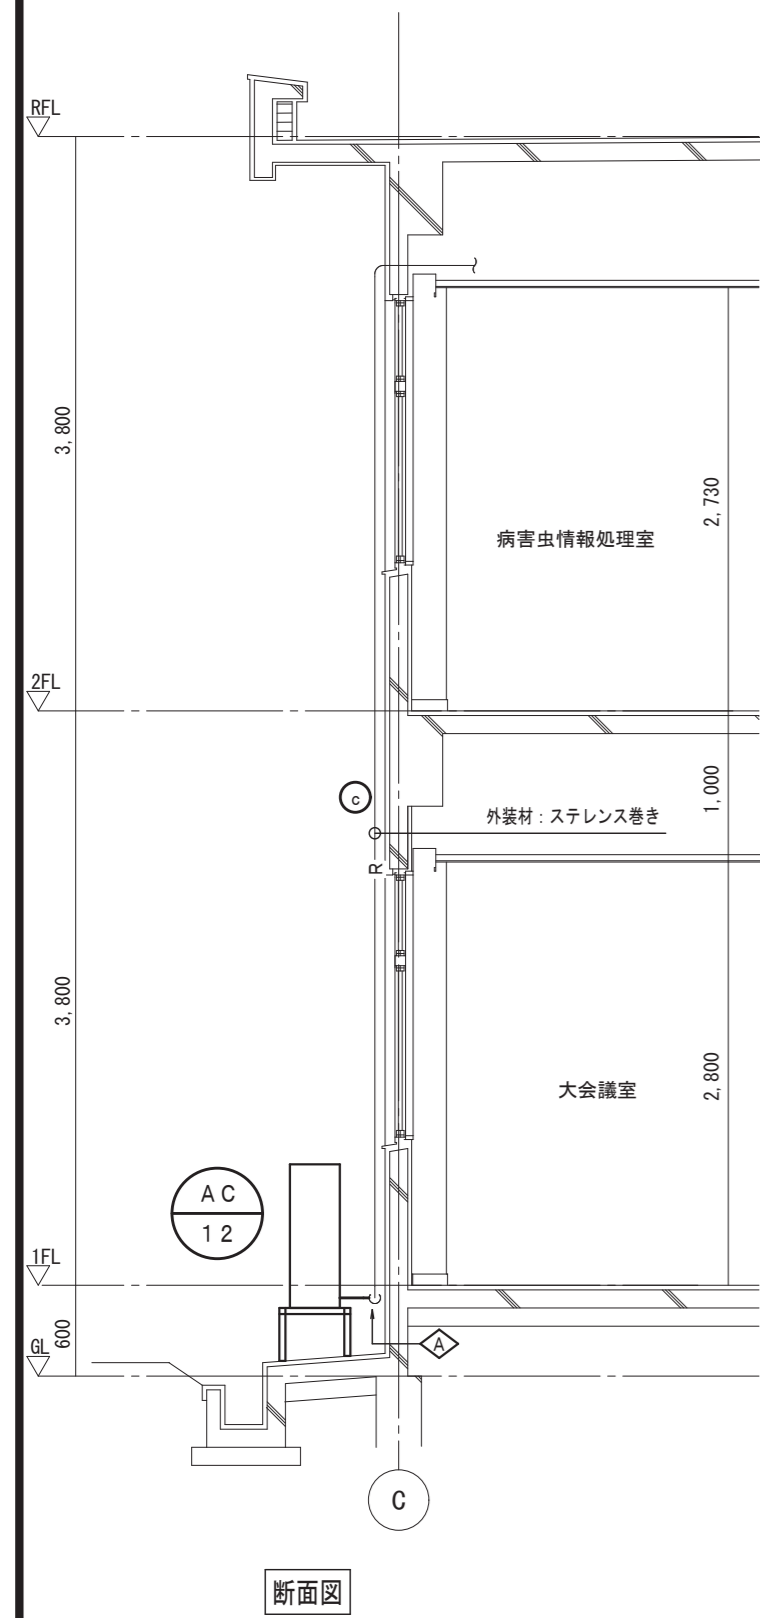 RFL
3,800
2,730
病害虫情報処理室
2FL
c
1,000
外装材：ステレンス巻き
R
3,800
2,800
大会議室
AC
12
1FL
600
GL
A
C
断面図